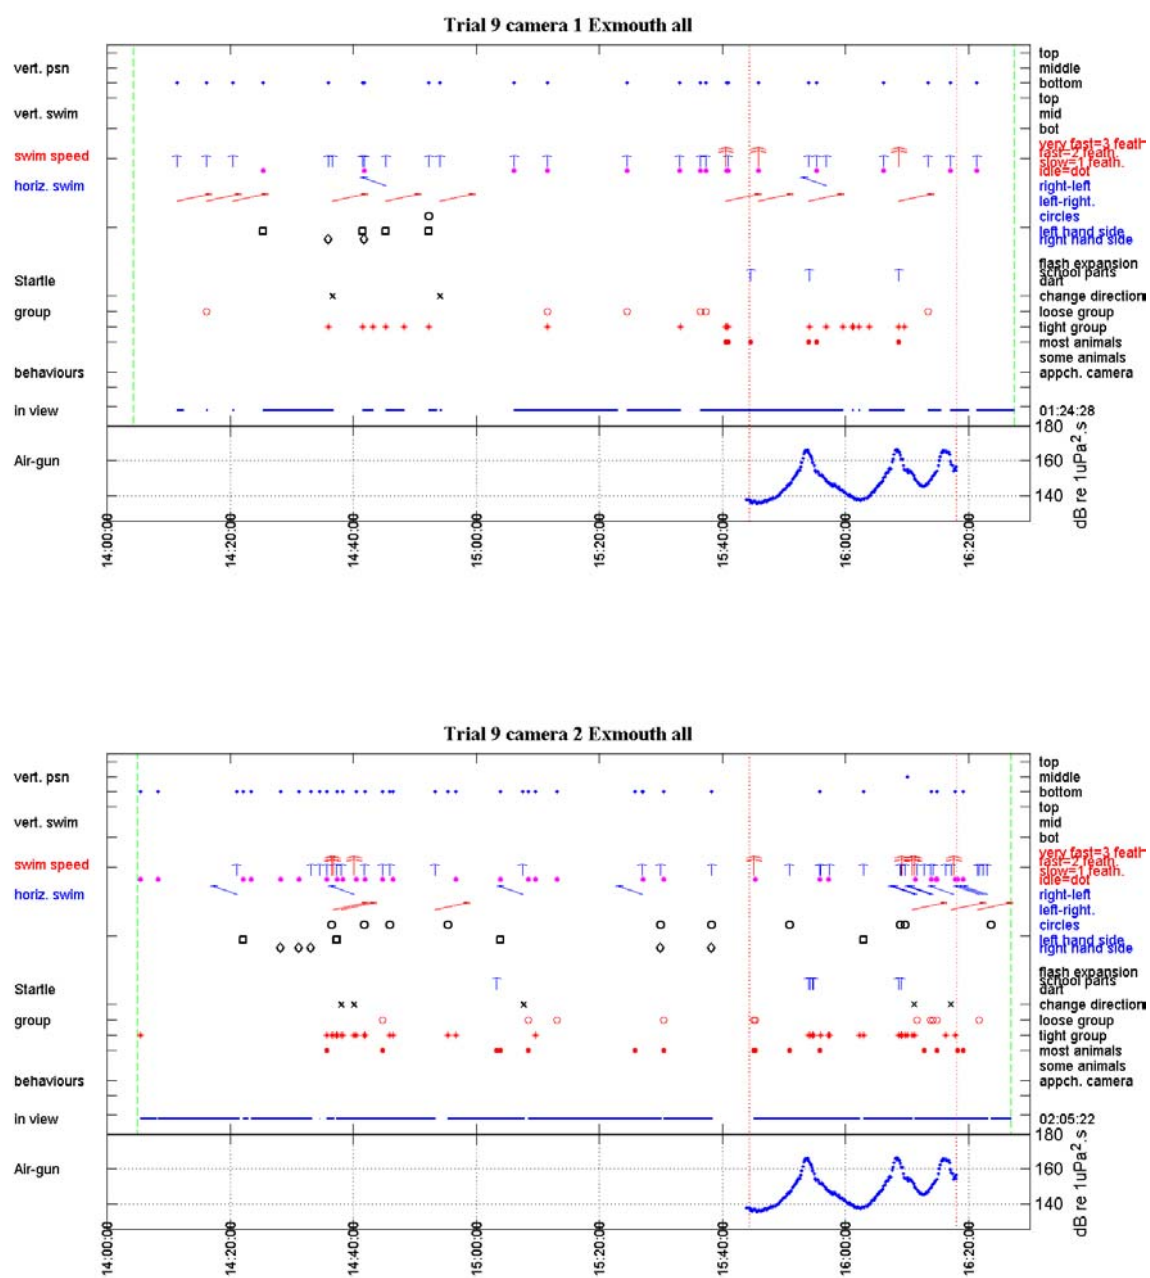 Trial 9 camera 1 Exmouth all
vert. psn
vert. swim
swim speed
horiz. swim
Startle
group
behaviours
in view
Air-gun
top
middle
bottom
top
mid
bot
very fast=3 feath
fast=2 feath.
slow=1 feath.
idle=dot
right-left
left-right.
circles
left hand side
right hand side
flash expansion
school parts
dart
change direction
loose group
tight group
most animals
some animals
appch. camera
01:24:28
180
160
140
dB re 1uPa².s
14:00:00
14:20:00
14:40:00
15:00:00
15:20:00
15:40:00
16:00:00
16:20:00
Trial 9 camera 2 Exmouth all
vert. psn
vert. swim
swim speed
horiz. swim
Startle
group
behaviours
in view
Air-gun
top
middle
bottom
top
mid
bot
very fast=3 feath
fast=2 feath.
slow=1 feath.
idle=dot
right-left
left-right.
circles
left hand side
right hand side
flash expansion
school parts
dart
change direction
loose group
tight group
most animals
some animals
appch. camera
02:05:22
180
160
140
dB re 1uPa².s
14:00:00
14:20:00
14:40:00
15:00:00
15:20:00
15:40:00
16:00:00
16:20:00